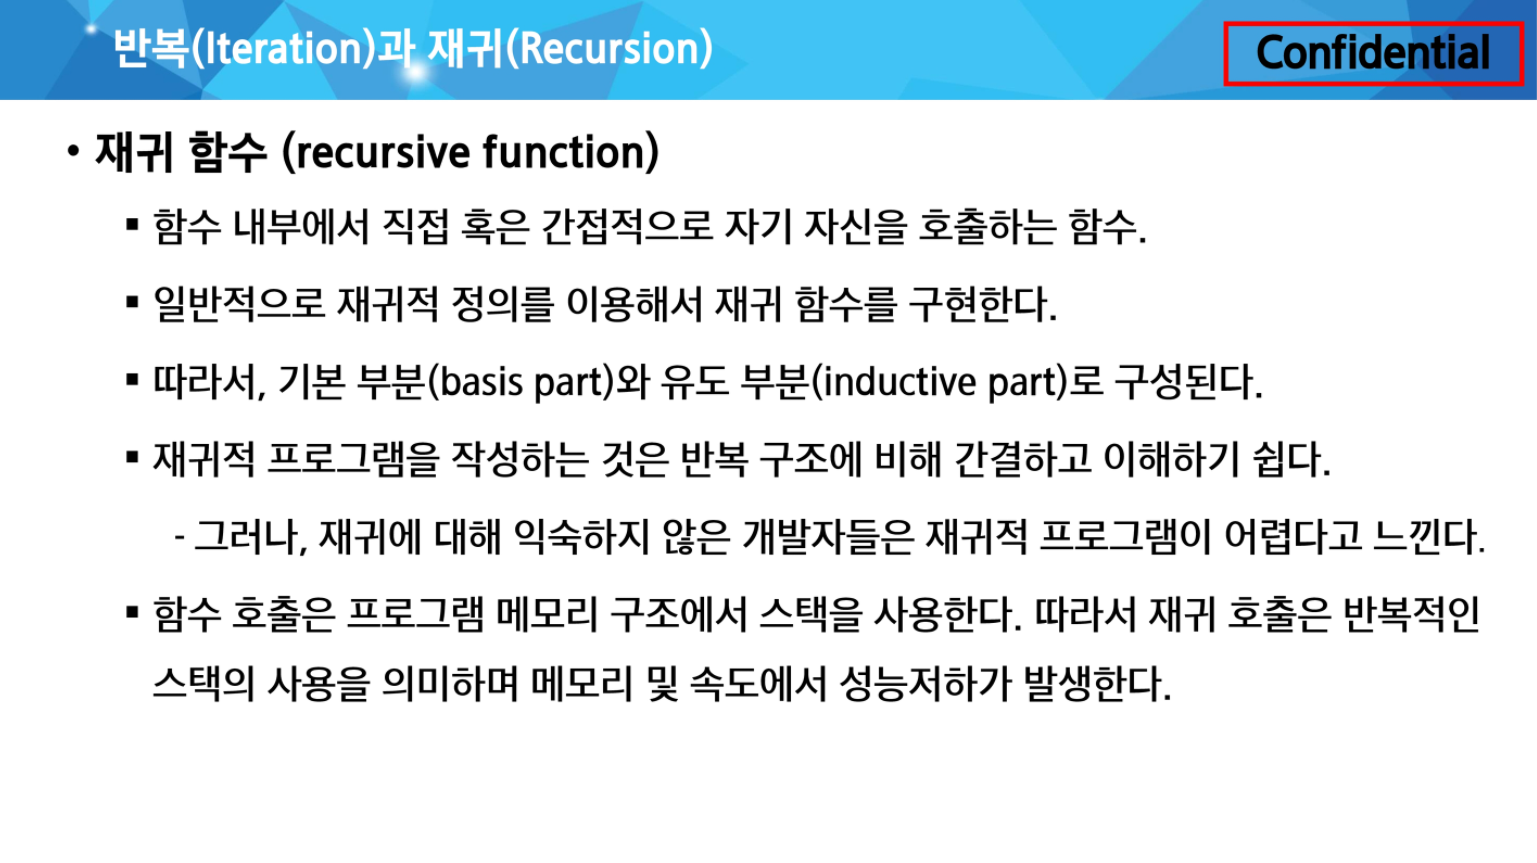 반복(Iteration)과 재귀(Recursion)
Confidential
• 재귀 함수 (recursive function)
▪ 함수 내부에서 직접 혹은 간접적으로 자기 자신을 호출하는 함수.
▪ 일반적으로 재귀적 정의를 이용해서 재귀 함수를 구현한다.
▪ 따라서, 기본 부분(basis part)와 유도 부분(inductive part)로 구성된다.
▪ 재귀적 프로그램을 작성하는 것은 반복 구조에 비해 간결하고 이해하기 쉽다.
- 그러나, 재귀에 대해 익숙하지 않은 개발자들은 재귀적 프로그램이 어렵다고 느낀다.
▪ 함수 호출은 프로그램 메모리 구조에서 스택을 사용한다. 따라서 재귀 호출은 반복적인
스택의 사용을 의미하며 메모리 및 속도에서 성능저하가 발생한다.